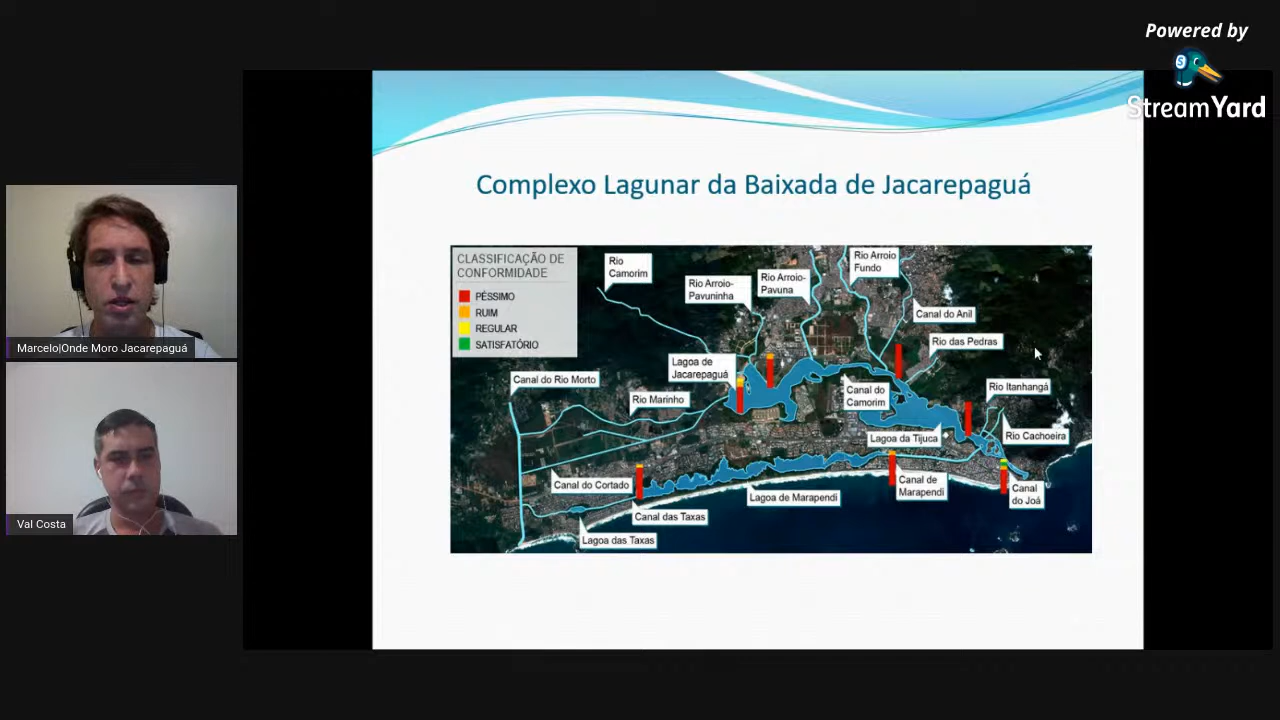 Powered by
StreamYard
Complexo Lagunar da Baixada de Jacarepaguá
CLASSIFICAÇÃO DE
CONFORMIDADE
PÉSSIMO
RUIM
REGULAR
SATISFATÓRIO
Rio
Camorim
Rio Arroio-
Pavuninha
Rio Arroio-
Pavuna
Rio Arroio
Fundo
Canal do Anil
Rio das Pedras
Lagoa de
Jacarepaguá
Canal do Rio Morto
Rio Marinho
Canal do
Camorim
Rio Itanhangá
Lagoa da Tijuca
Rio Cachoeira
Canal do Cortado
Canal de
Marapendi
Canal
do Joá
Lagoa de Marapendi
Canal das Taxas
Lagoa das Taxas
Marcelo|Onde Moro Jacarepaguá
Val Costa